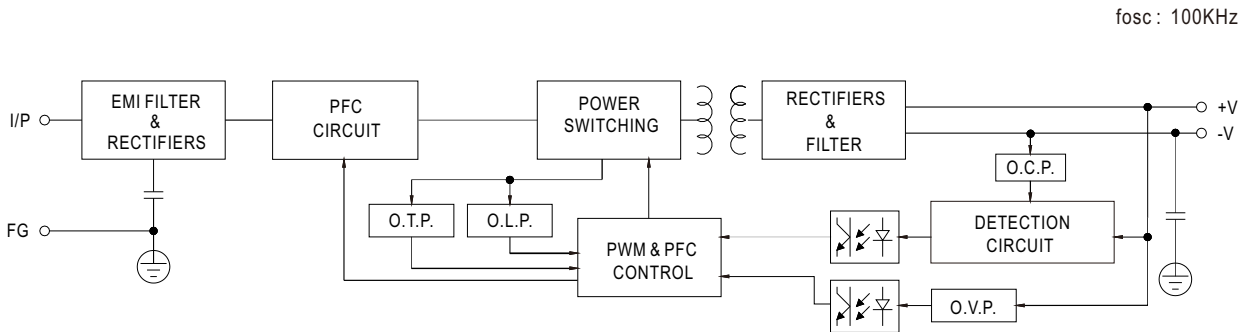 fosc : 100KHz
I/P
EMI FILTER
&
RECTIFIERS
PFC
CIRCUIT
POWER
SWITCHING
RECTIFIERS
&
FILTER
+V
-V
O.C.P.
O.T.P.
O.L.P.
FG
PWM & PFC
CONTROL
DETECTION
CIRCUIT
O.V.P.